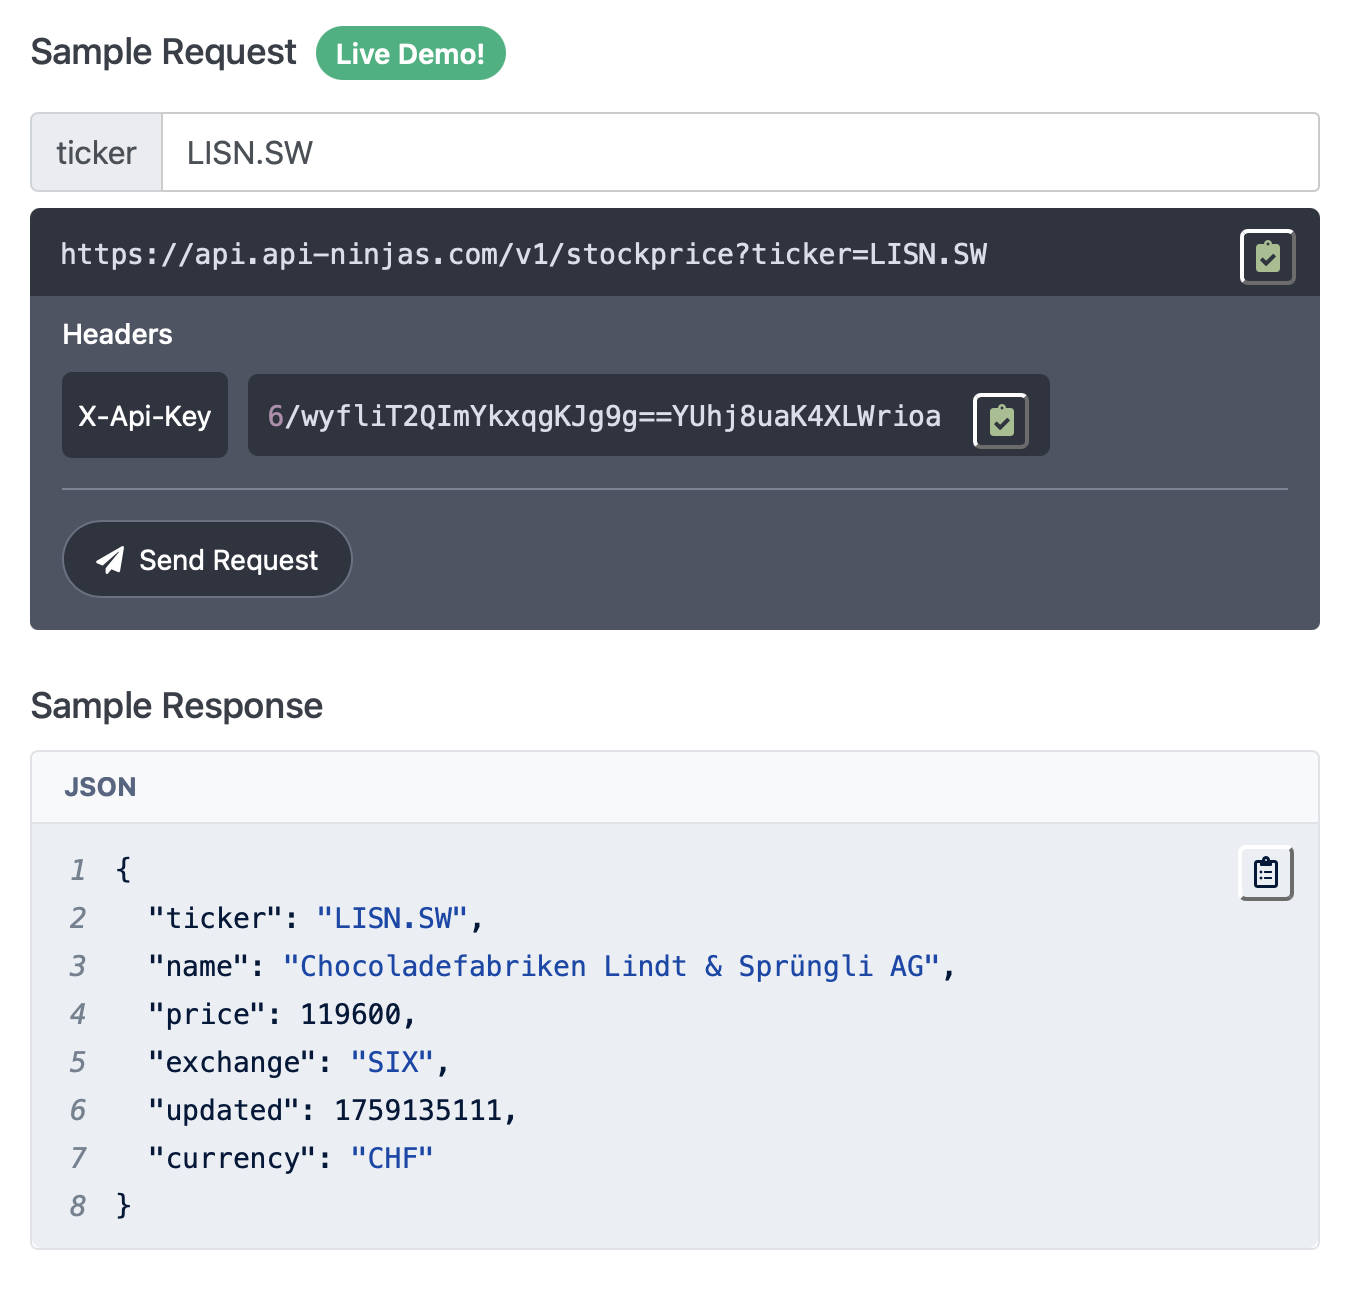 Sample Request Live Demo!
ticker LISN.SW
https://api.api-ninjas.com/v1/stockprice?ticker=LISN.SW
Headers
X-Api-Key 6/wyfliT2QImYkxqgKJg9g==YUhj8uaK4XLWrioa
Send Request
Sample Response
JSON
1 {
2 "ticker": "LISN.SW",
3 "name": "Chocoladefabriken Lindt & Sprüngli AG",
4 "price": 119600,
5 "exchange": "SIX",
6 "updated": 1759135111,
7 "currency": "CHF"
8 }